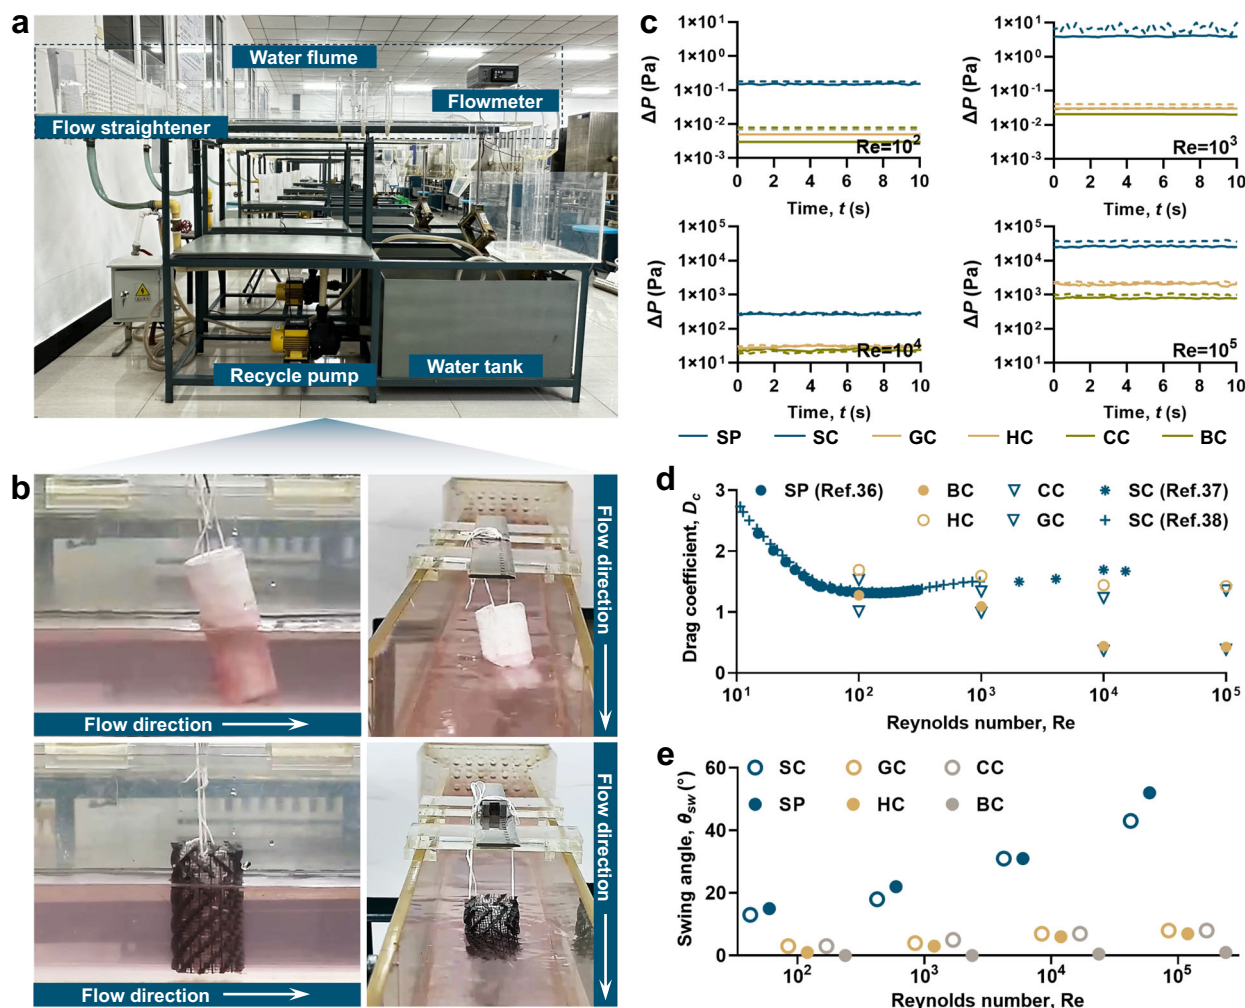 a
Water flume
Flowmeter
Flow straightener
Recycle pump
Water tank
b
Flow direction
Flow direction
Flow direction
Flow direction
c
ΔP (Pa)
1×10²
1×10¹
1×10⁰
1×10⁻¹
1×10⁻²
1×10⁻³
Re=10²
0 2 4 6 8 10
Time, t (s)
ΔP (Pa)
1×10¹
1×10⁰
1×10⁻¹
1×10⁻²
1×10⁻³
Re=10³
0 2 4 6 8 10
Time, t (s)
ΔP (Pa)
1×10⁵
1×10⁴
1×10³
1×10²
1×10¹
Re=10⁴
0 2 4 6 8 10
Time, t (s)
ΔP (Pa)
1×10⁵
1×10⁴
1×10³
1×10²
1×10¹
Re=10⁵
0 2 4 6 8 10
Time, t (s)
SP SC GC HC CC BC
d
Drag coefficient, D_c
3
2
1
0
SP (Ref.36) BC CC SC (Ref.37)
HC GC SC (Ref.38)
10¹ 10² 10³ 10⁴ 10⁵
Reynolds number, Re
e
Swing angle, θ_sw (°)
60
40
20
0
SC GC CC
SP HC BC
10² 10³ 10⁴ 10⁵
Reynolds number, Re